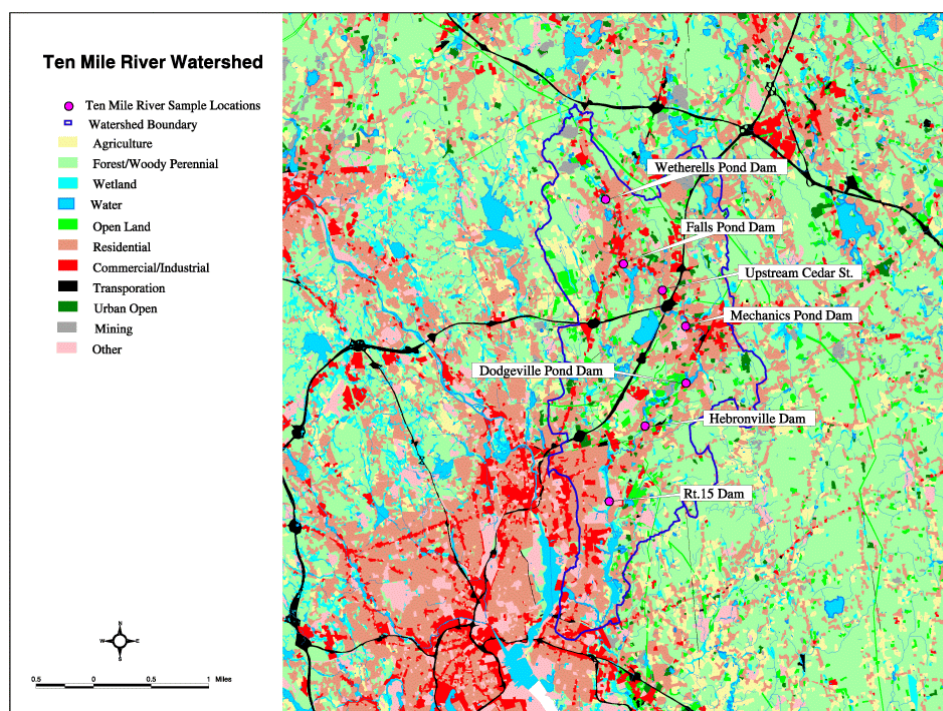 Ten Mile River Watershed
Ten Mile River Sample Locations
Watershed Boundary
Agriculture
Forest/Woody Perennial
Wetland
Water
Open Land
Residential
Commercial/Industrial
Transporation
Urban Open
Mining
Other
Wetherells Pond Dam
Falls Pond Dam
Upstream Cedar St.
Mechanics Pond Dam
Dodgeville Pond Dam
Hebronville Dam
Rt.15 Dam
N
W E
S
0.5 0 0.5 1 Miles